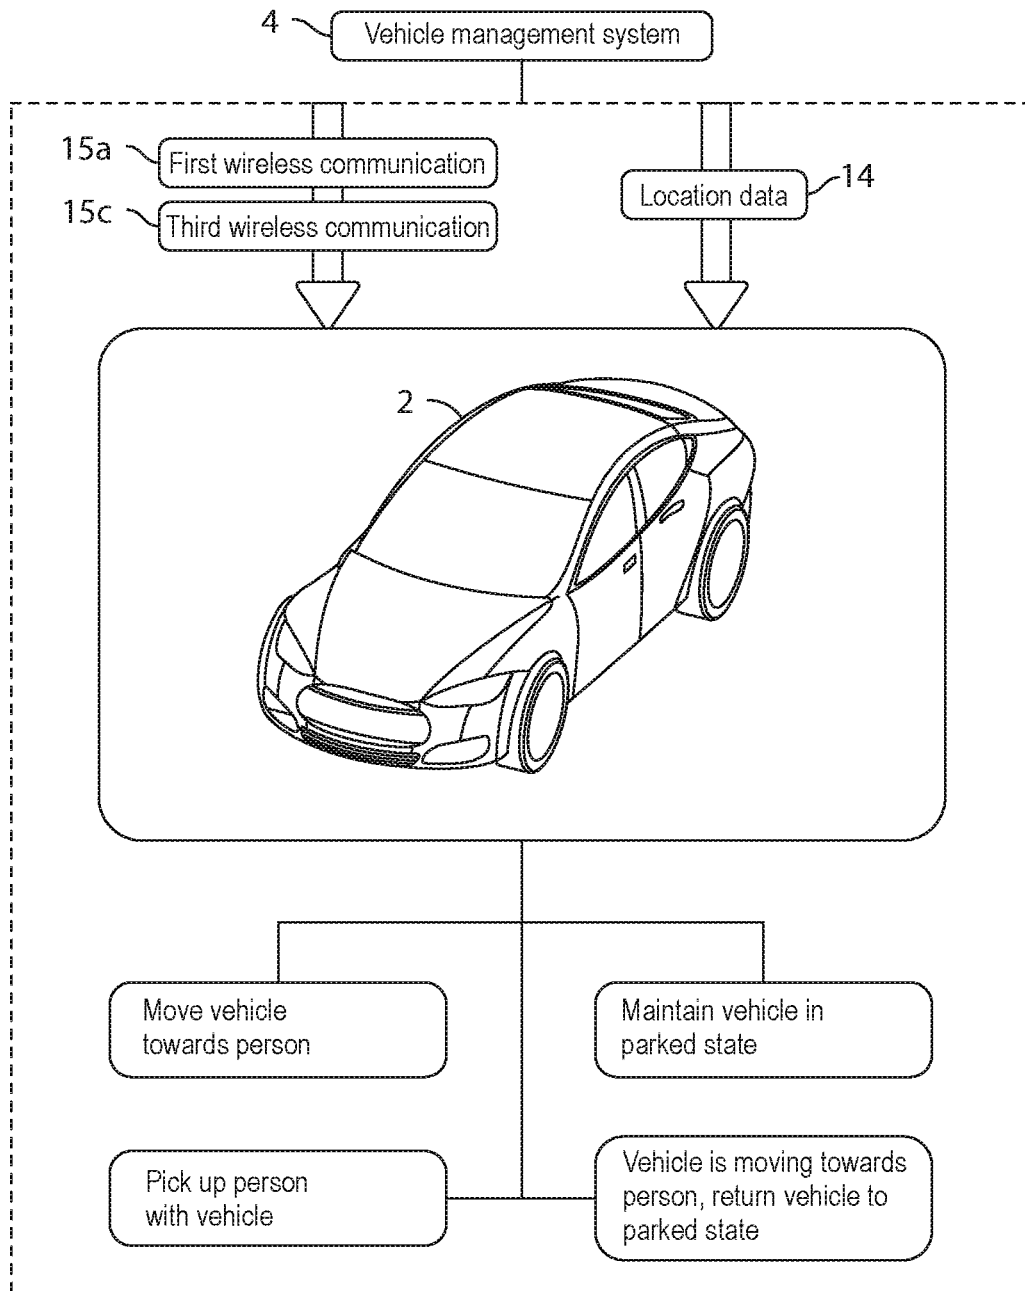 4
Vehicle management system
15a
First wireless communication
15c
Third wireless communication
Location data
14
2
Move vehicle
towards person
Maintain vehicle in
parked state
Pick up person
with vehicle
Vehicle is moving towards
person, return vehicle to
parked state